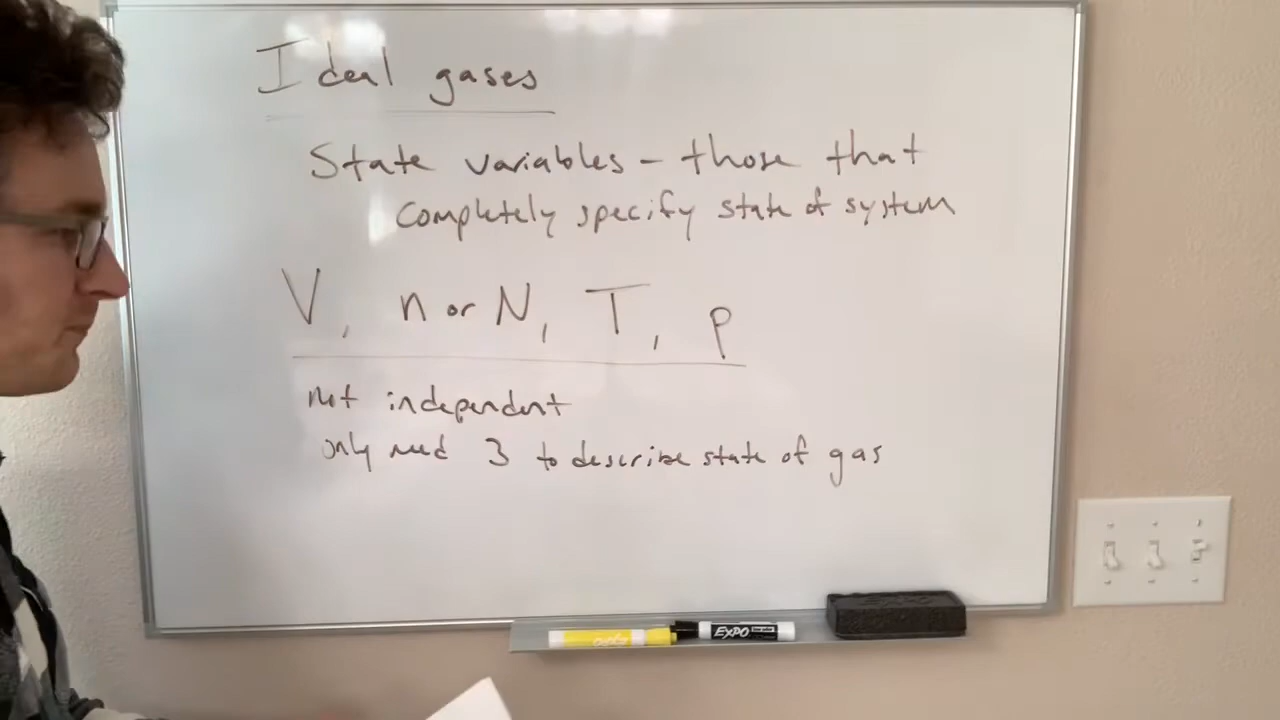 Ideal gases
State variables – those that
completely specify state of system
V, n or N, T, p
not independent
only need 3 to describe state of gas
EXPO